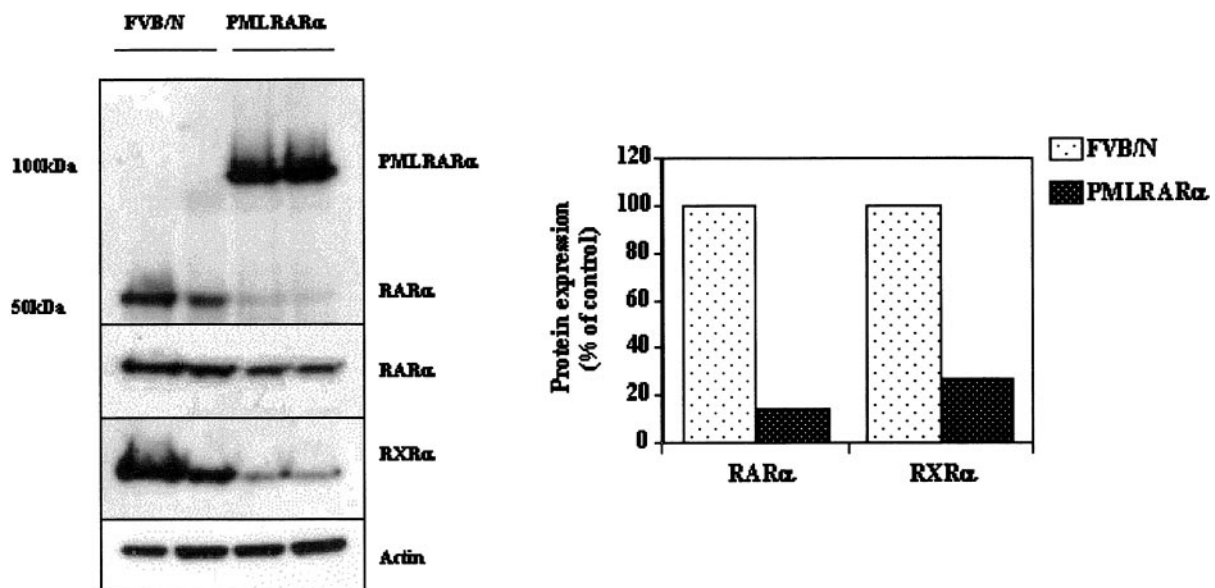 FVB/N PMLRARα
100kDa
50kDa
PMLRARα
RARα
RARα
RXRα
Actin
FVB/N
PMLRARα
Protein expression
(% of control)
120
100
80
60
40
20
0
RARα
RXRα